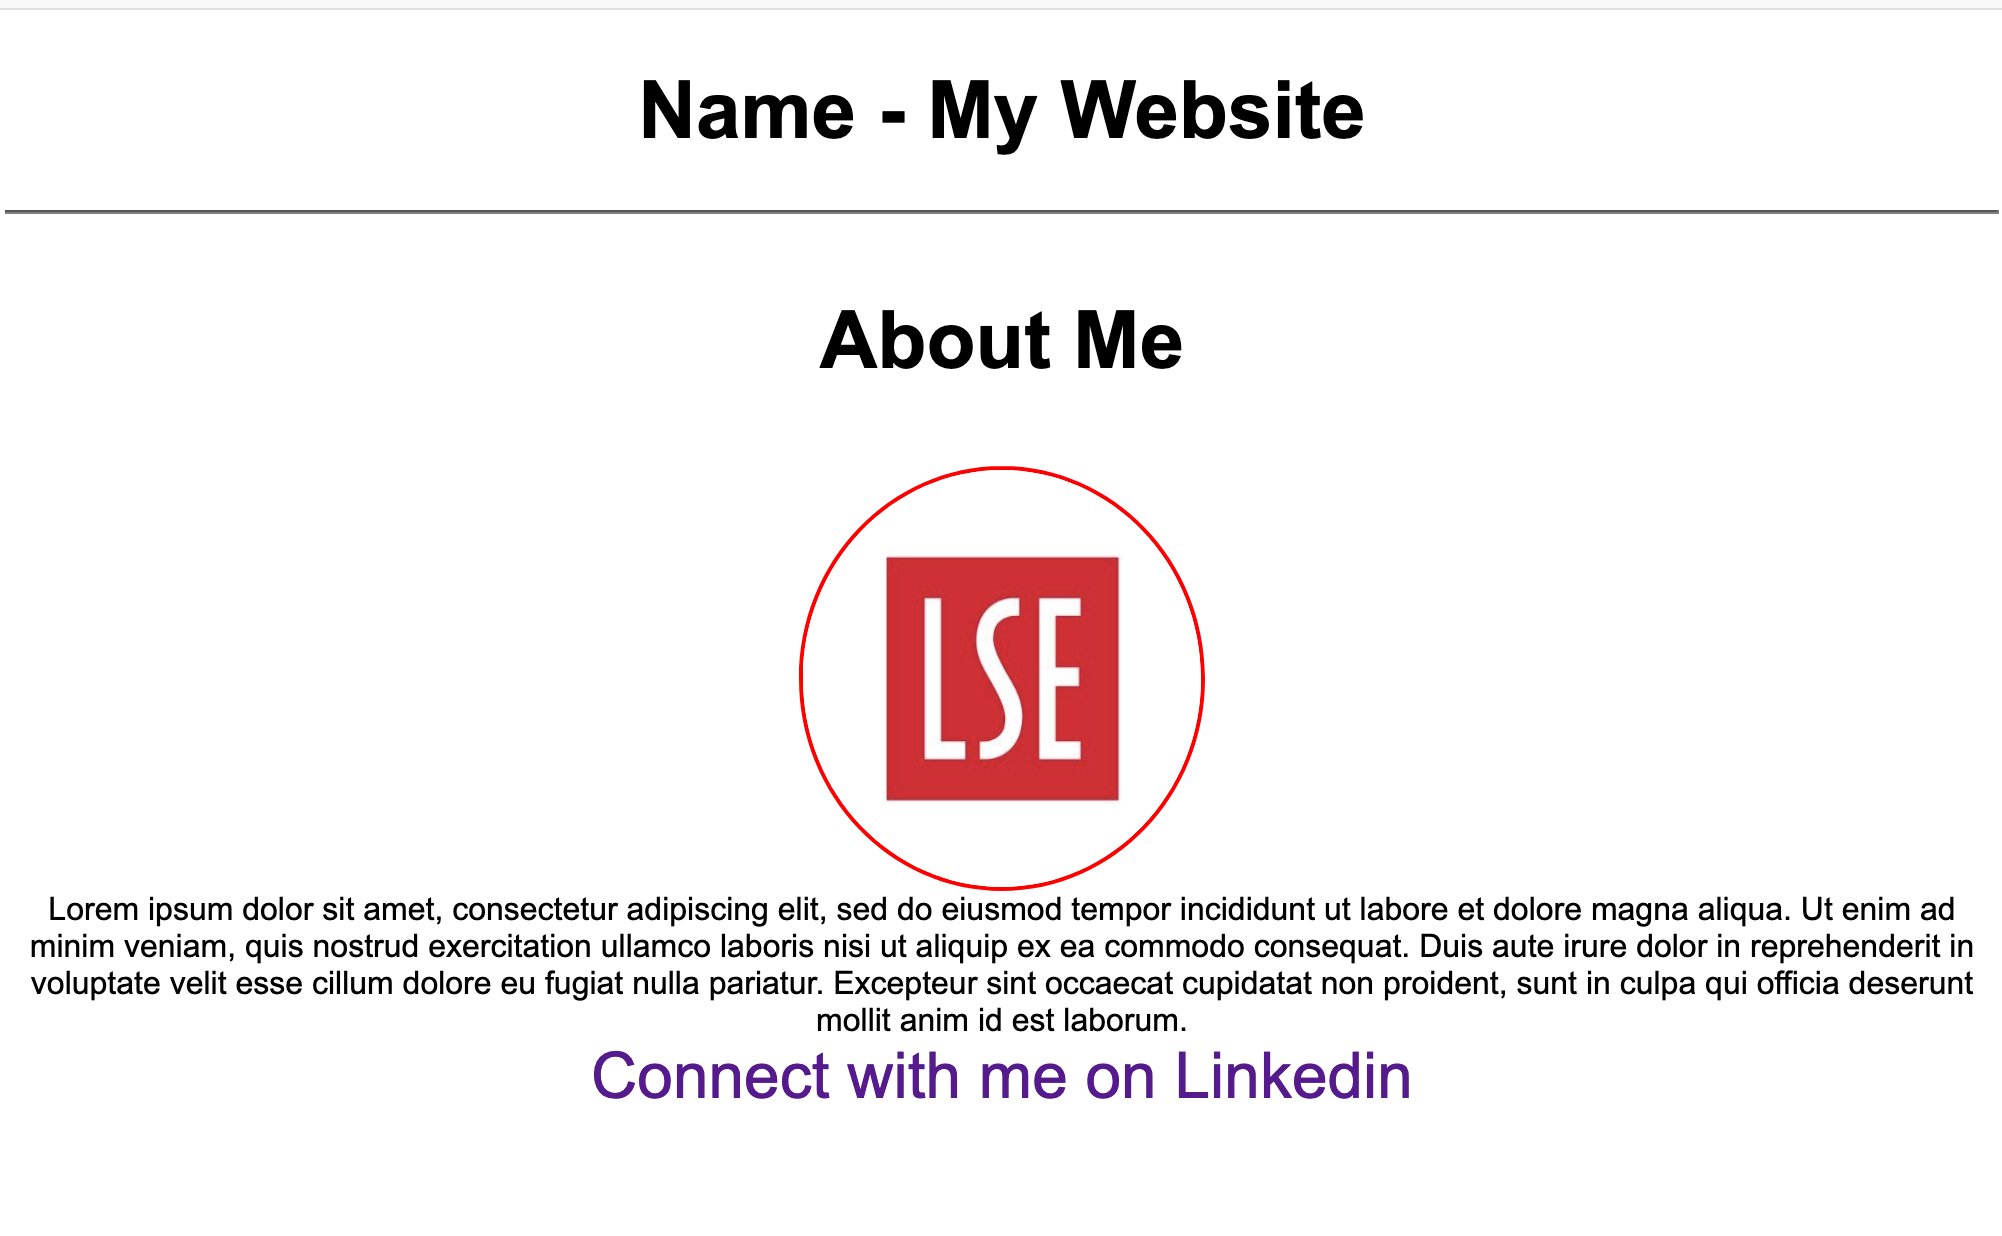 Name - My Website
About Me
LSE
Lorem ipsum dolor sit amet, consectetur adipiscing elit, sed do eiusmod tempor incididunt ut labore et dolore magna aliqua. Ut enim ad
minim veniam, quis nostrud exercitation ullamco laboris nisi ut aliquip ex ea commodo consequat. Duis aute irure dolor in reprehenderit in
voluptate velit esse cillum dolore eu fugiat nulla pariatur. Excepteur sint occaecat cupidatat non proident, sunt in culpa qui officia deserunt
mollit anim id est laborum.
Connect with me on Linkedin